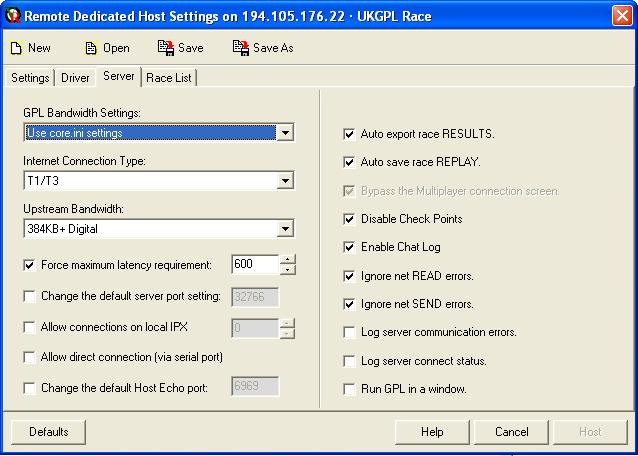 Remote Dedicated Host Settings on 194.105.176.22 · UKGPL Race
New Open Save Save As
Settings Driver Server Race List
GPL Bandwidth Settings:
Use core.ini settings
Internet Connection Type:
T1/T3
Upstream Bandwidth:
384KB+ Digital
Force maximum latency requirement: 600
Change the default server port setting: 32766
Allow connections on local IPX 0
Allow direct connection (via serial port)
Change the default Host Echo port: 6969
Auto export race RESULTS.
Auto save race REPLAY.
Bypass the Multiplayer connection screen.
Disable Check Points
Enable Chat Log
Ignore net READ errors.
Ignore net SEND errors.
Log server communication errors.
Log server connect status.
Run GPL in a window.
Defaults Help Cancel Host